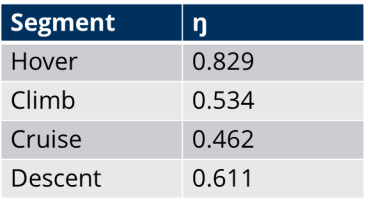 Segment ŋ
Hover 0.829
Climb 0.534
Cruise 0.462
Descent 0.611